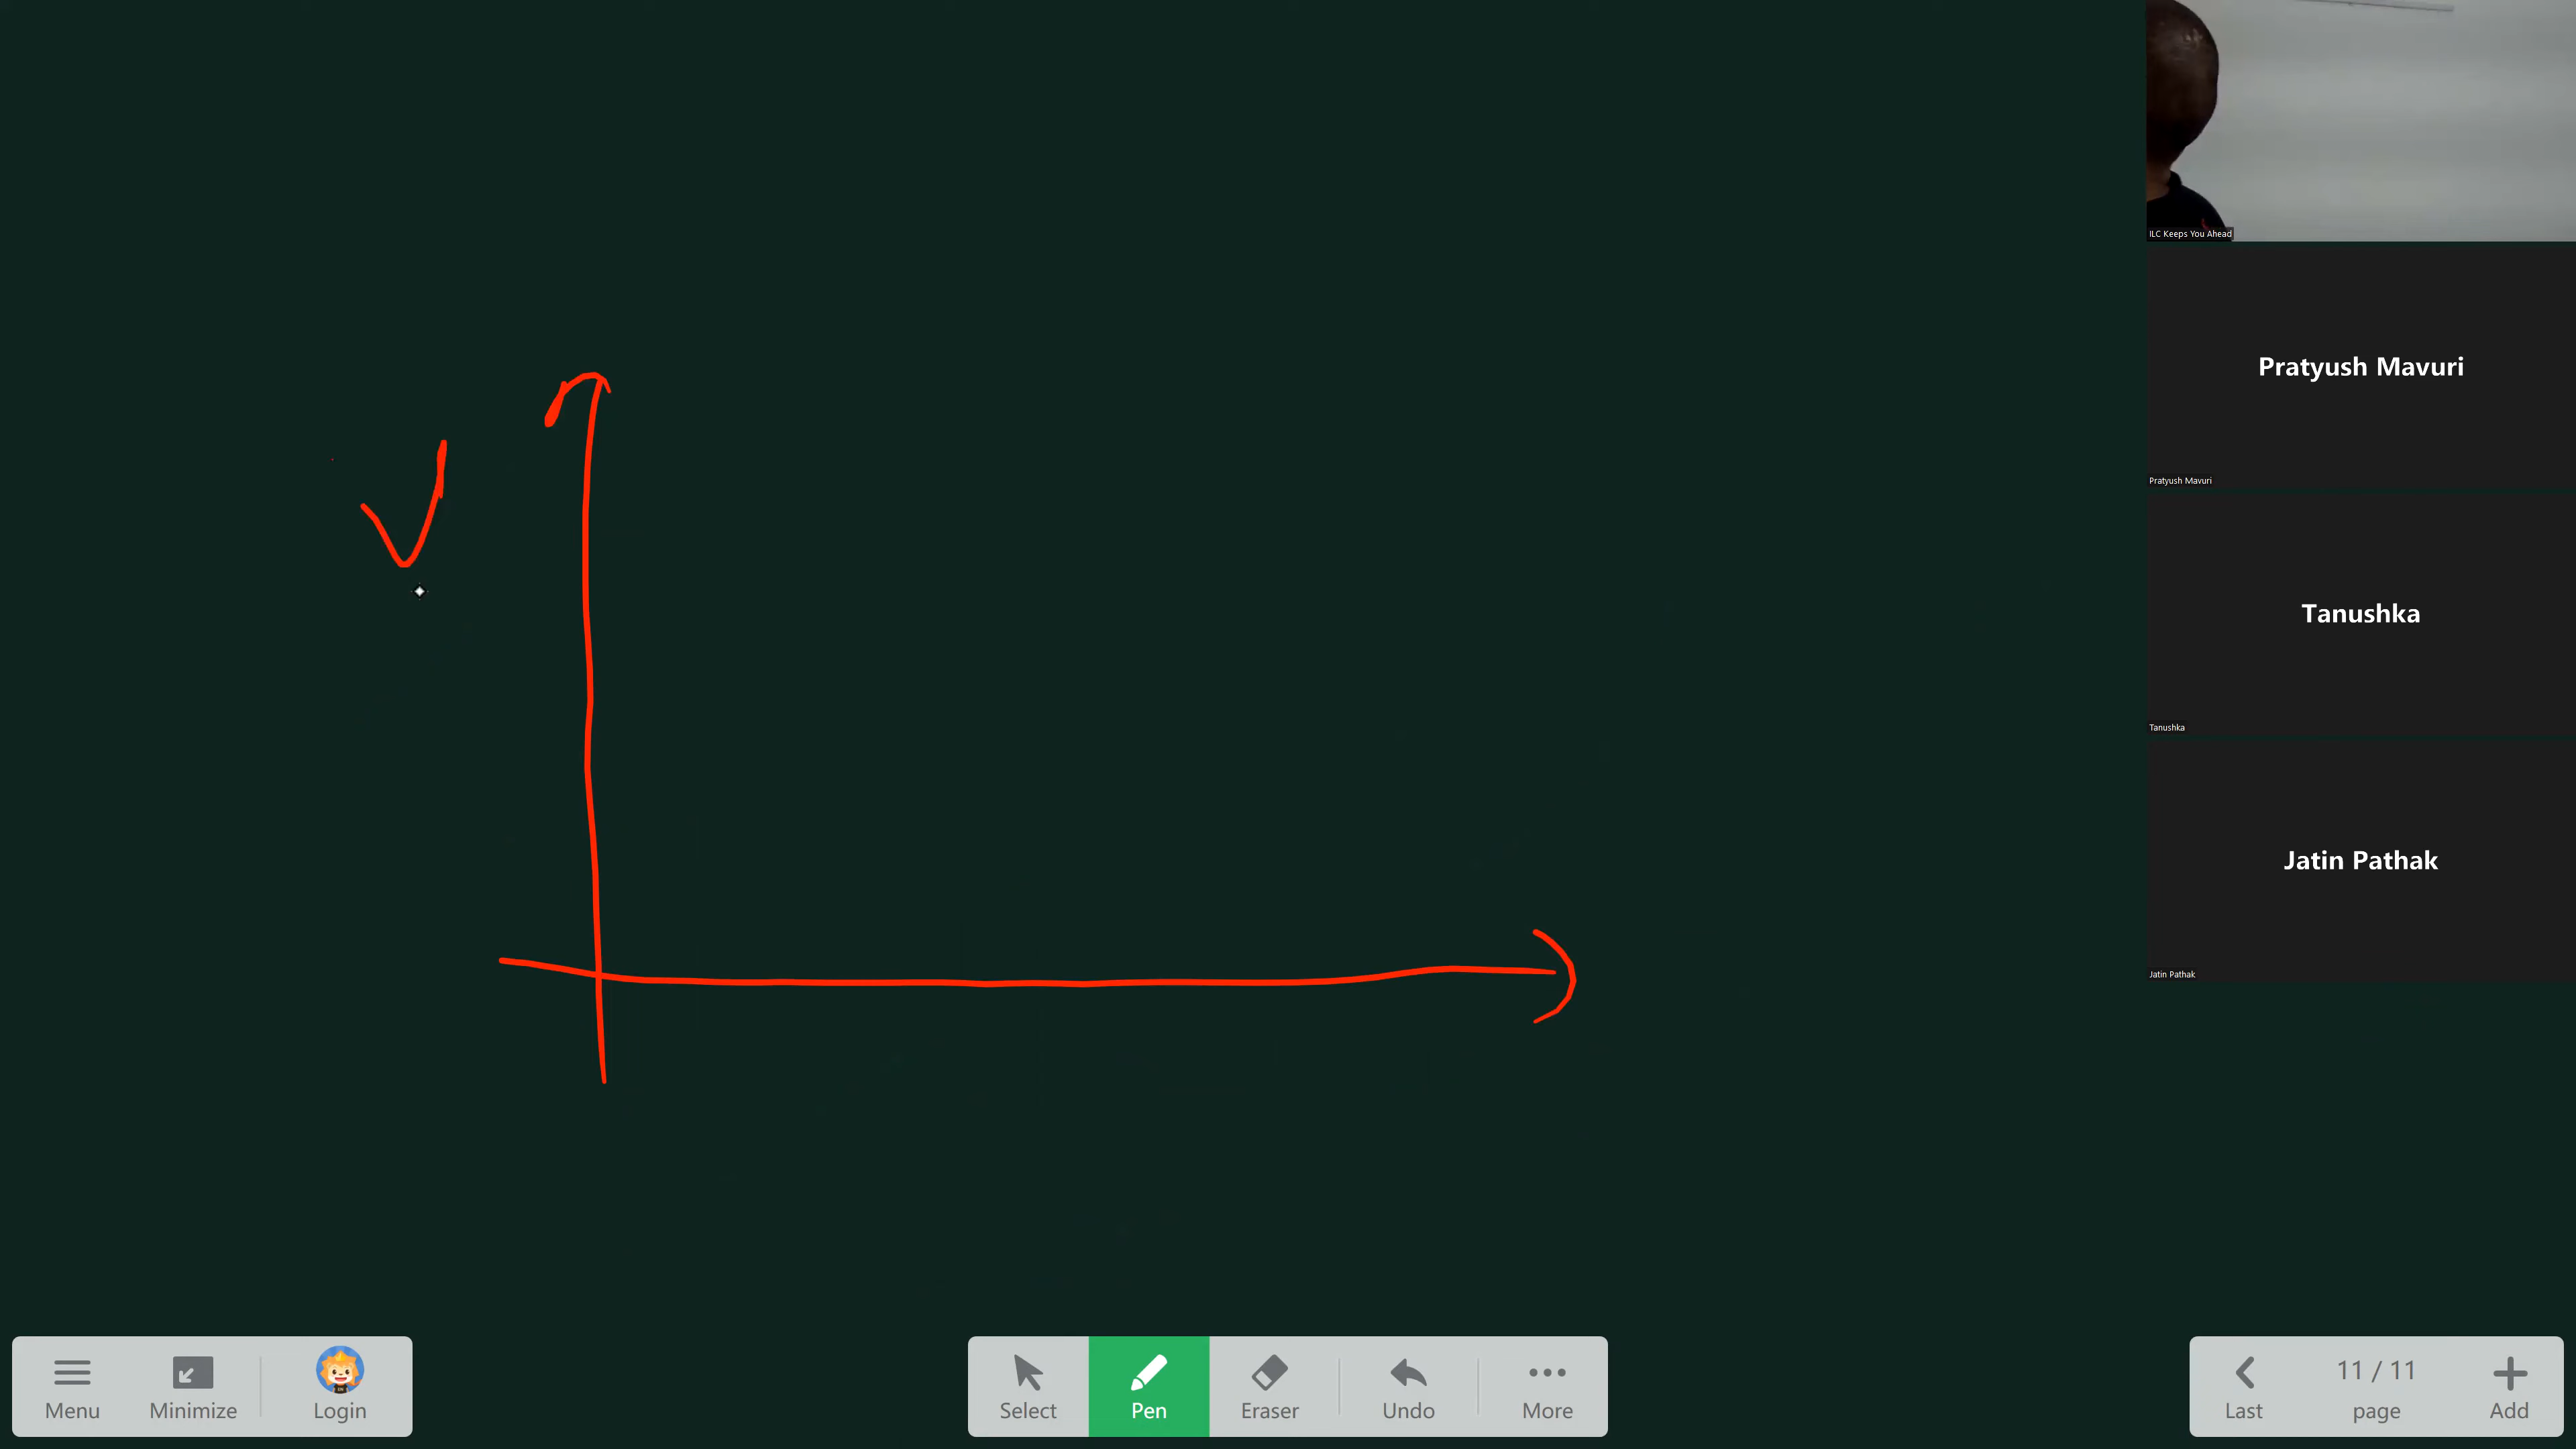 V
ILC Keeps You Ahead
Pratyush Mavuri
Pratyush Mavuri
Tanushka
Tanushka
Jatin Pathak
Jatin Pathak
Menu Minimize Login
Select Pen Eraser Undo More
11 / 11
Last page Add